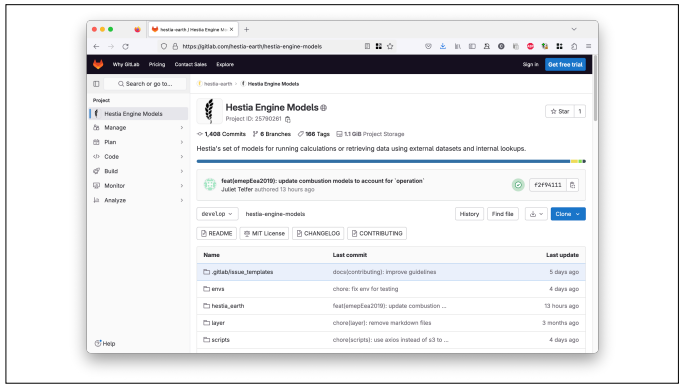 hestia-earth / Hestia Engine Mo
https://gitlab.com/hestia-earth/hestia-engine-models
Why GitLab Pricing Contact Sales Explore
Sign in Get free trial
Search or go to...
hestia-earth Hestia Engine Models
Project
Hestia Engine Models
Manage
Plan
Code
Build
Monitor
Analyze
Help
Hestia Engine Models
Project ID: 25790261
Star 1
1,408 Commits 6 Branches 166 Tags 1.1 GiB Project Storage
Hestia's set of models for running calculations or retrieving data using external datasets and internal lookups.
feat(emepEea2019): update combustion models to account for `operation`
Juliet Telfer authored 13 hours ago
f2f94111
develop hestia-engine-models
History Find file Clone
README MIT License CHANGELOG CONTRIBUTING
Name Last commit Last update
.gitlab/issue_templates docs(contributing): improve guidelines 5 days ago
envs chore: fix env for testing 4 days ago
hestia_earth feat(emepEea2019): update combustion ... 13 hours ago
layer chore(layer): remove markdown files 3 months ago
scripts chore(scripts): use axios instead of s3 to ... 4 days ago